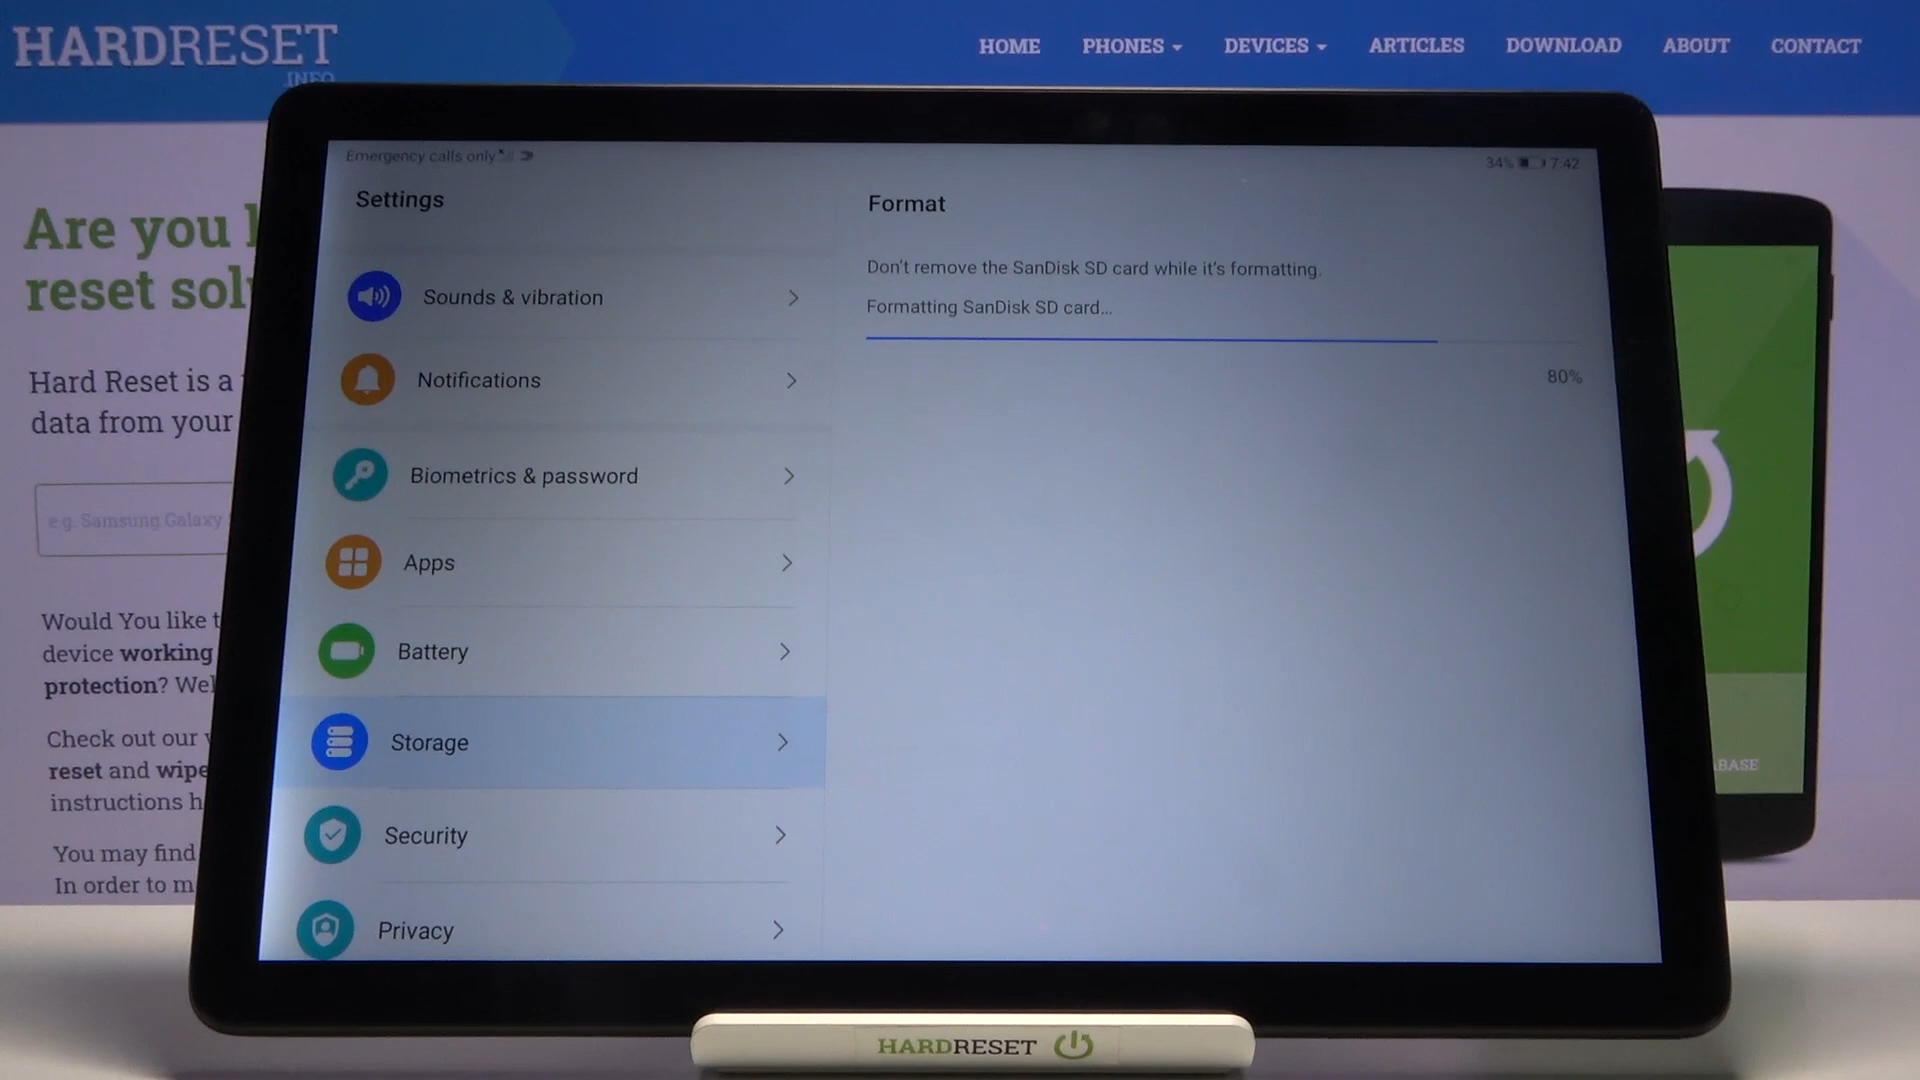 HARDRESET
.INFO
HOME
PHONES
DEVICES
ARTICLES
DOWNLOAD
ABOUT
CONTACT
Are you
reset
Hard Reset is a
data from your
e.g. Samsung Galaxy
Would You like
device working
protection?
Check out our
reset and wipe
instructions
You may find
In order to
Emergency calls only
34%
7:42
Settings
Sounds & vibration
Notifications
Biometrics & password
Apps
Battery
Storage
Security
Privacy
Format
Don't remove the SanDisk SD card while it's formatting.
Formatting SanDisk SD card...
80%
HARDRESET